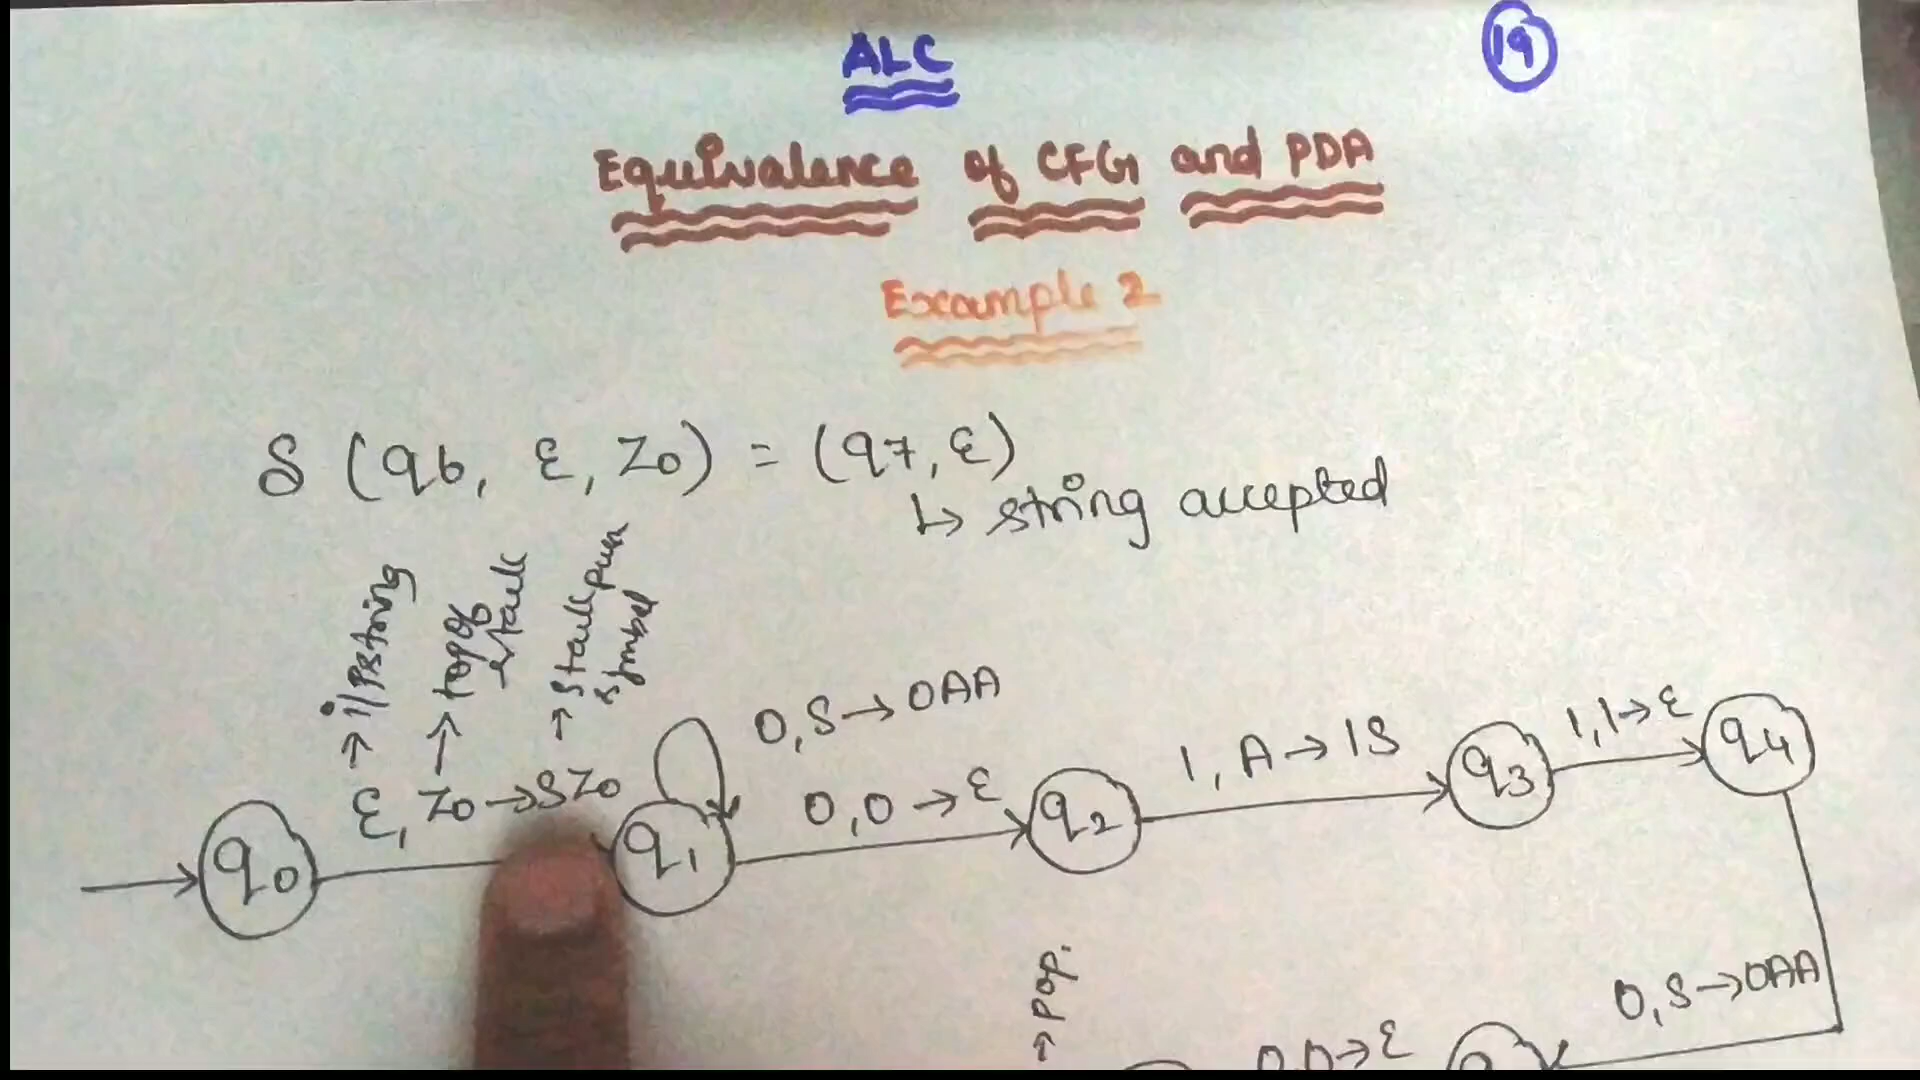 ALC
19
Equivalence of CFG and PDA
Example 2
δ (q6, ε, Z0) = (q7, ε)
↳ string accepted
→ i/p string
→ top of stack
→ stack push symbol
0, S → 0AA
1, A → 1S
1, 1 → ε
ε, Z0 → SZ0
0, 0 → ε
q0
q1
q2
q3
q4
→ pop.
0, S → 0AA
0, 0 → ε